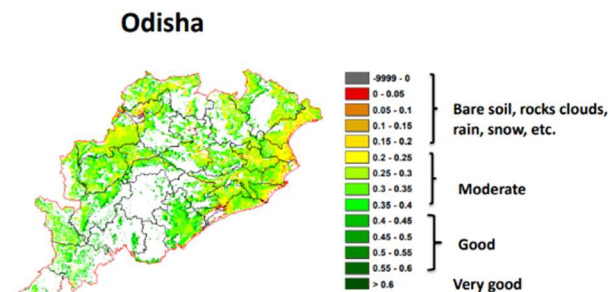 Odisha
-9999 - 0
0 - 0.05
0.05 - 0.1
0.1 - 0.15
0.15 - 0.2
0.2 - 0.25
0.25 - 0.3
0.3 - 0.35
0.35 - 0.4
0.4 - 0.45
0.45 - 0.5
0.5 - 0.55
0.55 - 0.6
> 0.6
Bare soil, rocks clouds,
rain, snow, etc.
Moderate
Good
Very good